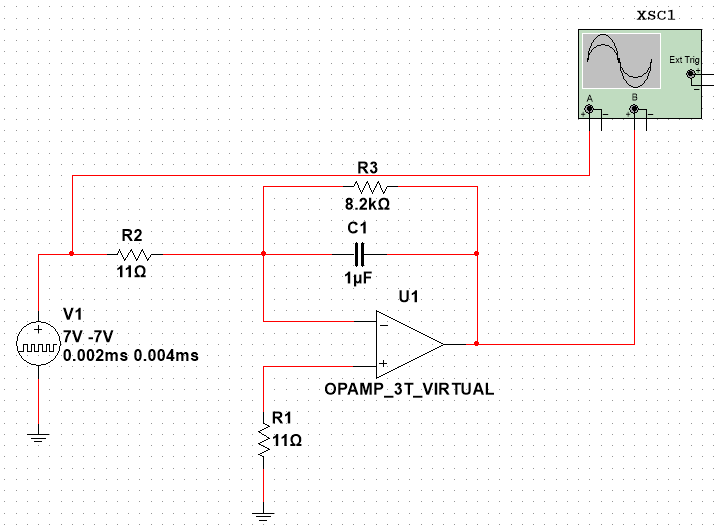 XSC1
Ext Trig
+
−
A
B
+
−
+
−
R3
8.2kΩ
R2
11Ω
C1
1µF
U1
V1
7V -7V
0.002ms 0.004ms
+
−
+
OPAMP_3T_VIRTUAL
R1
11Ω